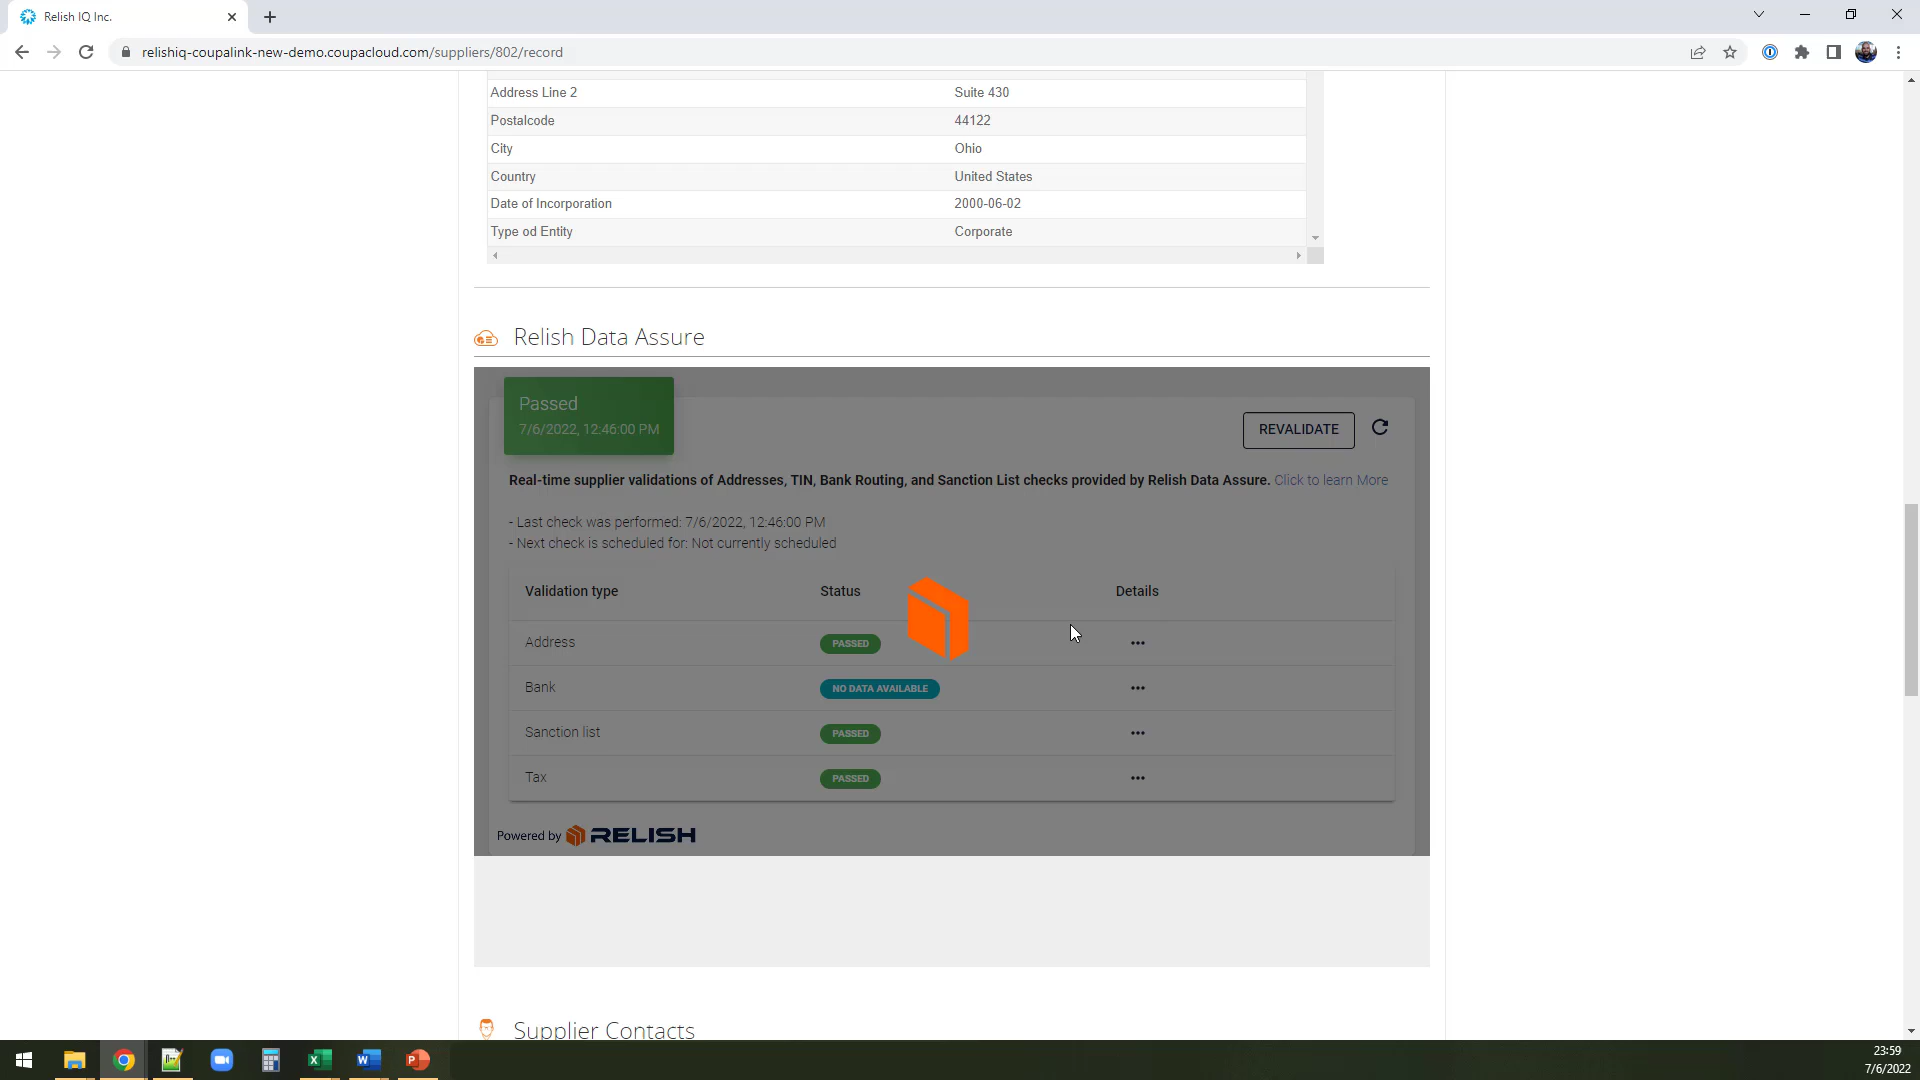 Relish IQ Inc.
relishiq-coupalink-new-demo.coupacloud.com/suppliers/802/record
Address Line 2 Suite 430
Postalcode 44122
City Ohio
Country United States
Date of Incorporation 2000-06-02
Type od Entity Corporate
Relish Data Assure
Passed
7/6/2022, 12:46:00 PM
REVALIDATE
Real-time supplier validations of Addresses, TIN, Bank Routing, and Sanction List checks provided by Relish Data Assure. Click to learn More
- Last check was performed: 7/6/2022, 12:46:00 PM
- Next check is scheduled for: Not currently scheduled
Validation type Status Details
Address PASSED •••
Bank NO DATA AVAILABLE •••
Sanction list PASSED •••
Tax PASSED •••
Powered by RELISH
Supplier Contacts
23:59
7/6/2022